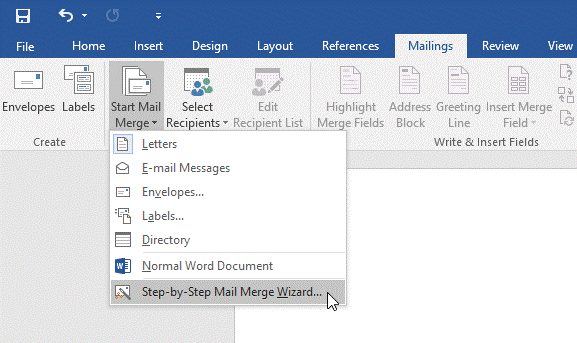 File Home Insert Design Layout References Mailings Review View
Envelopes Labels Start Mail Select Edit Highlight Address Greeting Insert Merge
Merge Recipients Recipient List Merge Fields Block Line Field
Create Write & Insert Fields
Letters
E-mail Messages
Envelopes...
Labels...
Directory
Normal Word Document
Step-by-Step Mail Merge Wizard...